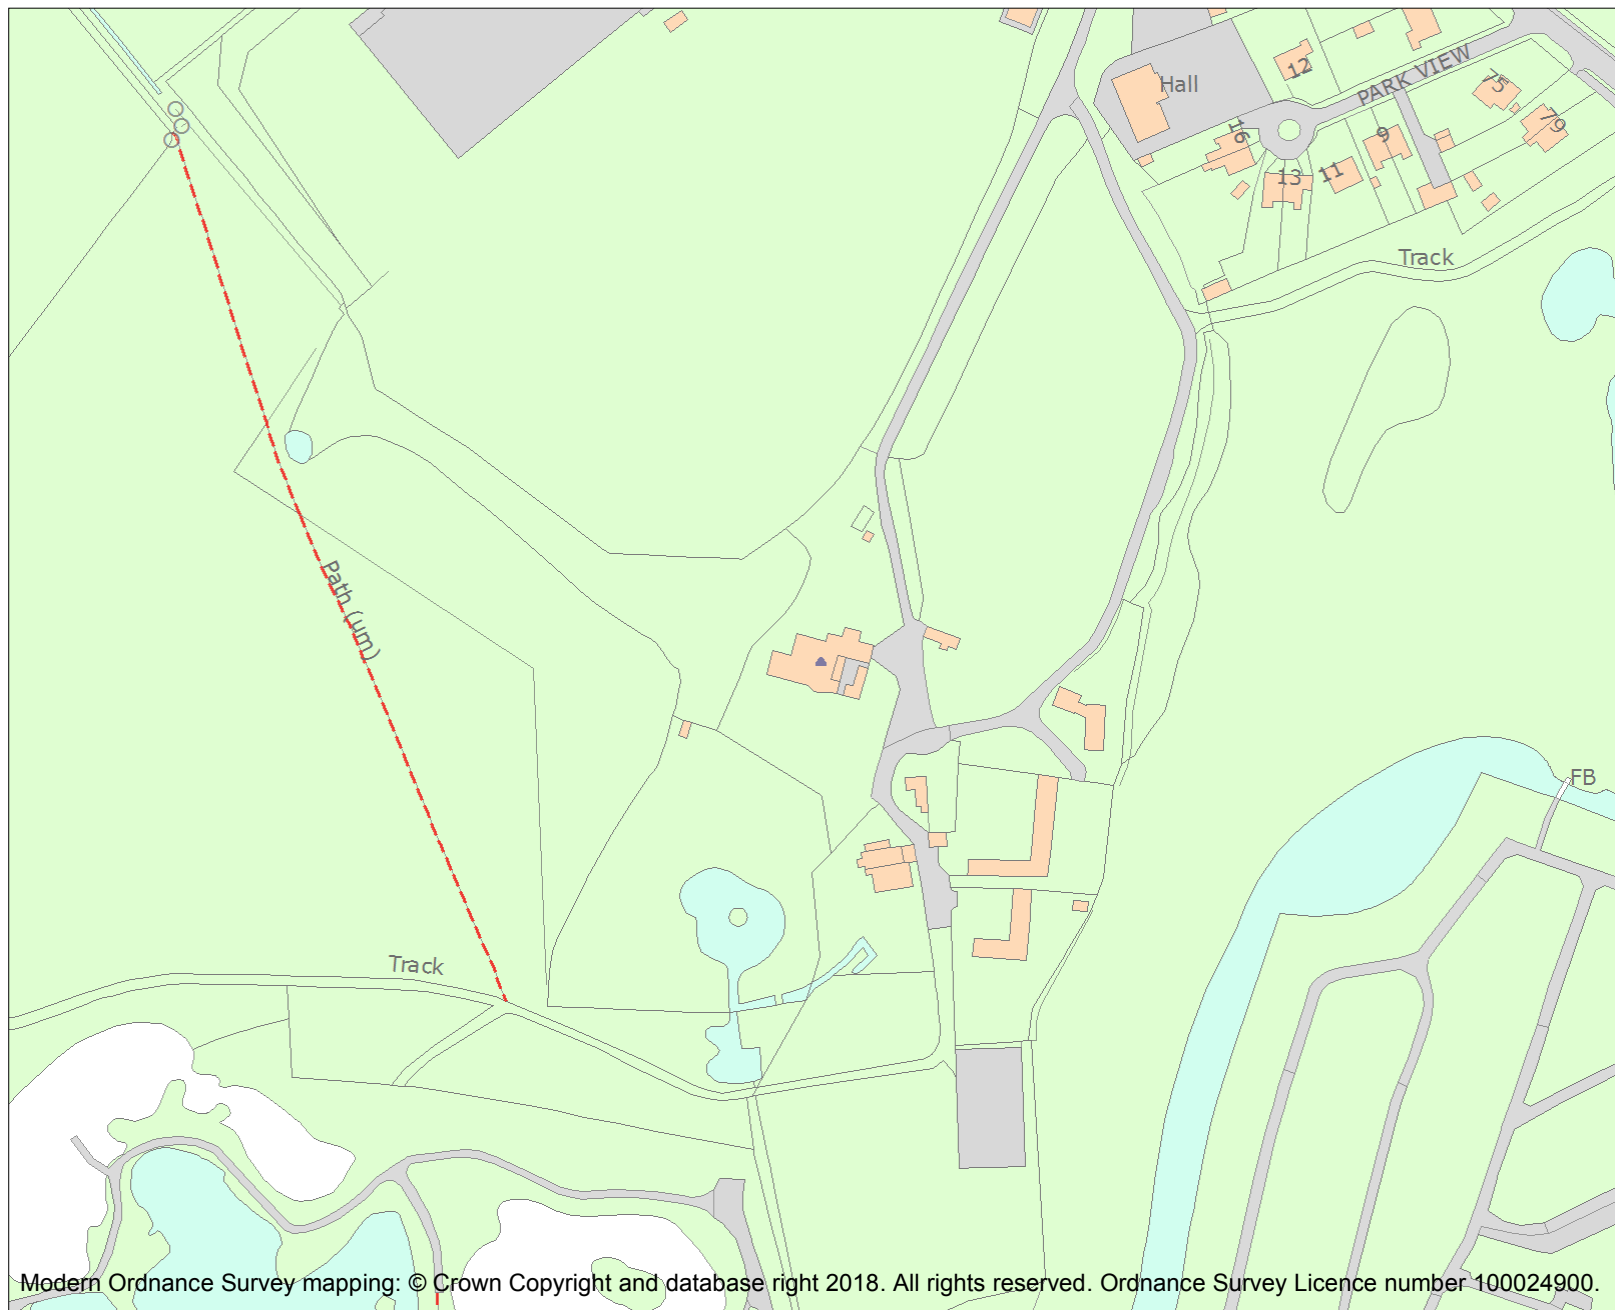 Hall
PARK VIEW
12
75
79
16
9
13
11
Track
Path (um)
FB
Track
Modern Ordnance Survey mapping: © Crown Copyright and database right 2018. All rights reserved. Ordnance Survey Licence number 100024900.